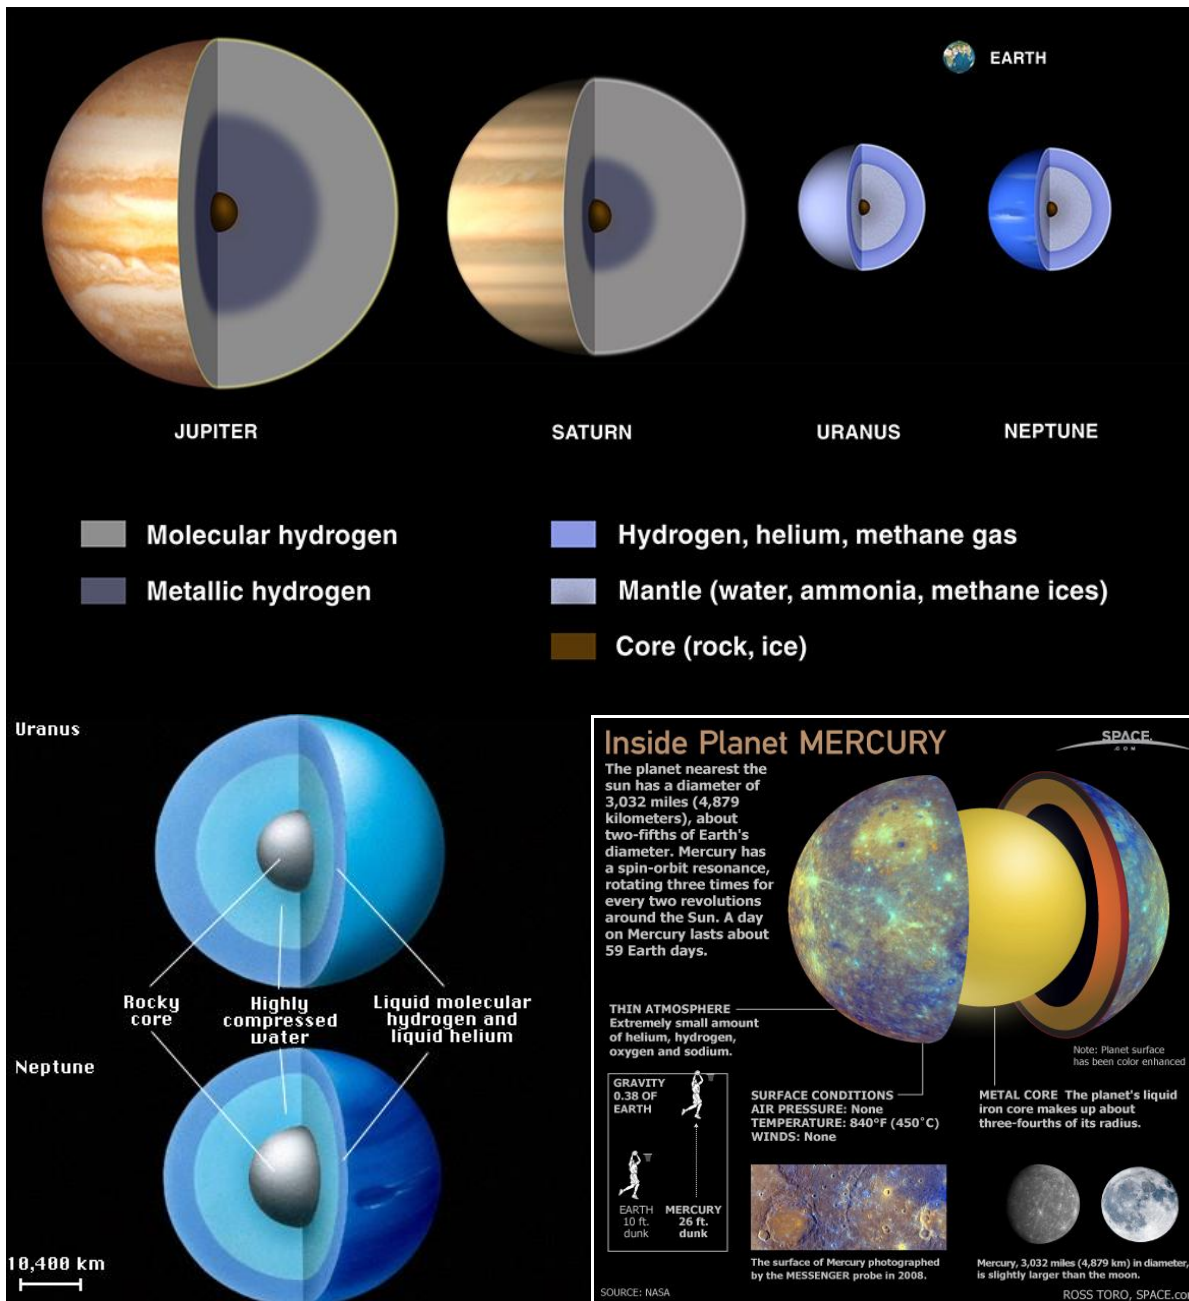 EARTH
JUPITER
SATURN
URANUS
NEPTUNE
Molecular hydrogen
Metallic hydrogen
Hydrogen, helium, methane gas
Mantle (water, ammonia, methane ices)
Core (rock, ice)
Uranus
Rocky
core
Highly
compressed
water
Liquid molecular
hydrogen and
liquid helium
Neptune
10,400 km
Inside Planet MERCURY
SPACE.
.COM
The planet nearest the
sun has a diameter of
3,032 miles (4,879
kilometers), about
two-fifths of Earth's
diameter. Mercury has
a spin-orbit resonance,
rotating three times for
every two revolutions
around the Sun. A day
on Mercury lasts about
59 Earth days.
THIN ATMOSPHERE
Extremely small amount
of helium, hydrogen,
oxygen and sodium.
Note: Planet surface
has been color enhanced
GRAVITY
0.38 OF
EARTH
EARTH
10 ft.
dunk
MERCURY
26 ft.
dunk
SURFACE CONDITIONS
AIR PRESSURE: None
TEMPERATURE: 840°F (450°C)
WINDS: None
METAL CORE The planet's liquid
iron core makes up about
three-fourths of its radius.
The surface of Mercury photographed
by the MESSENGER probe in 2008.
Mercury, 3,032 miles (4,879 km) in diameter,
is slightly larger than the moon.
SOURCE: NASA
ROSS TORO, SPACE.co